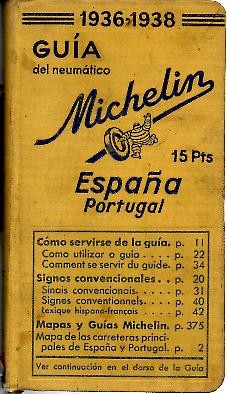 1936-1938
GUÍA
del neumático
Michelin
15 Pts
España
Portugal
Cómo servirse de la guía. p. 11
Como utilizar o guia.... p. 22
Comment se servir du guide. p. 34
Signos convencionales.. p. 20
Sinais convencionais... p. 31
Signes conventionnels.. p. 40
Lexique hispano-français . p. 42
Mapas y Guías Michelin. p. 375
Mapa de las carreteras princi-
pales de España y Portugal. p. 2
Ver continuación en el dorso de la Guía